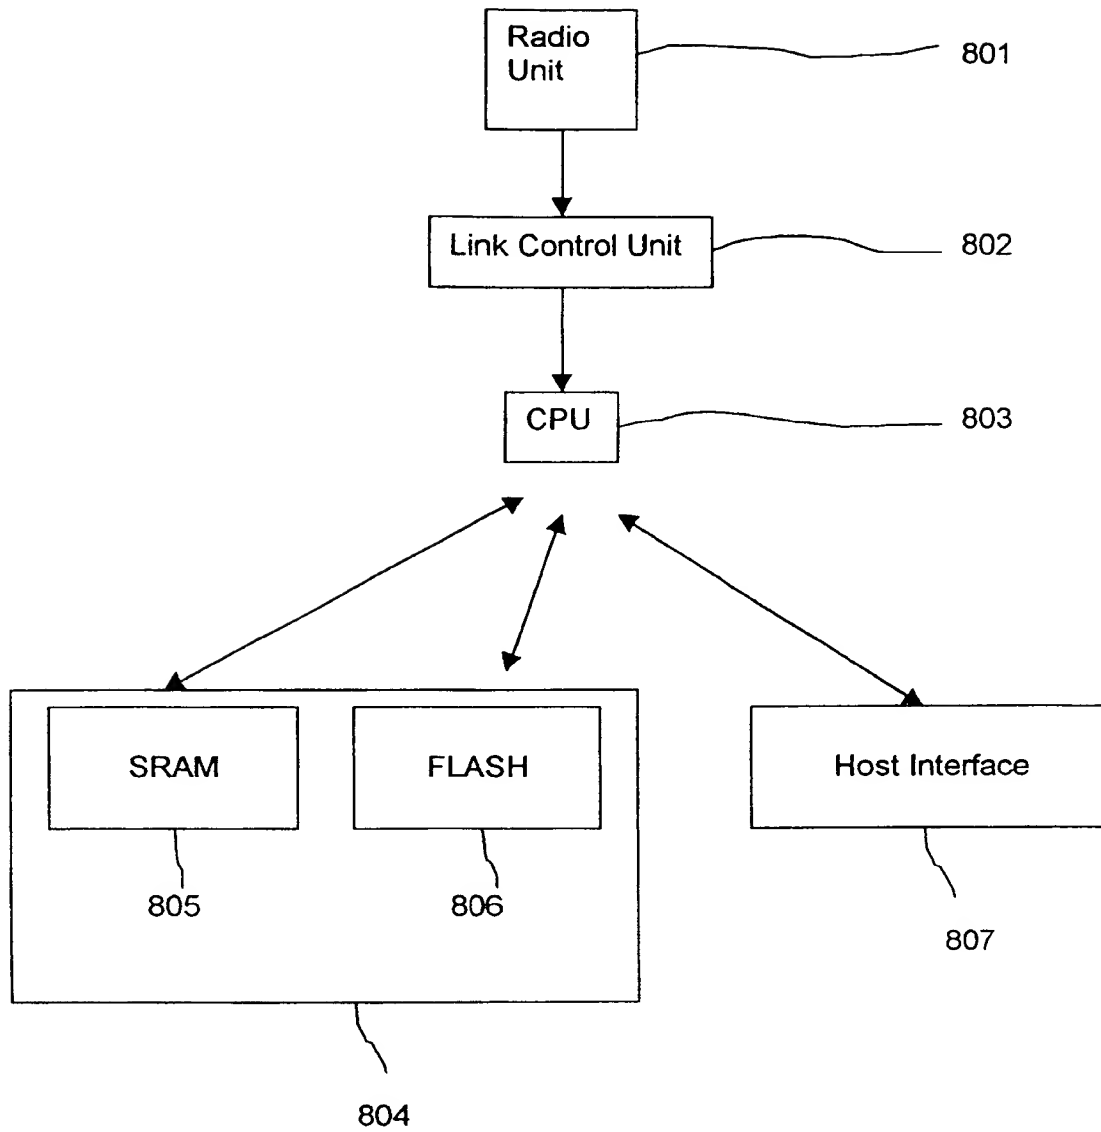 Radio
Unit
801
Link Control Unit
802
CPU
803
SRAM
FLASH
Host Interface
805
806
807
804